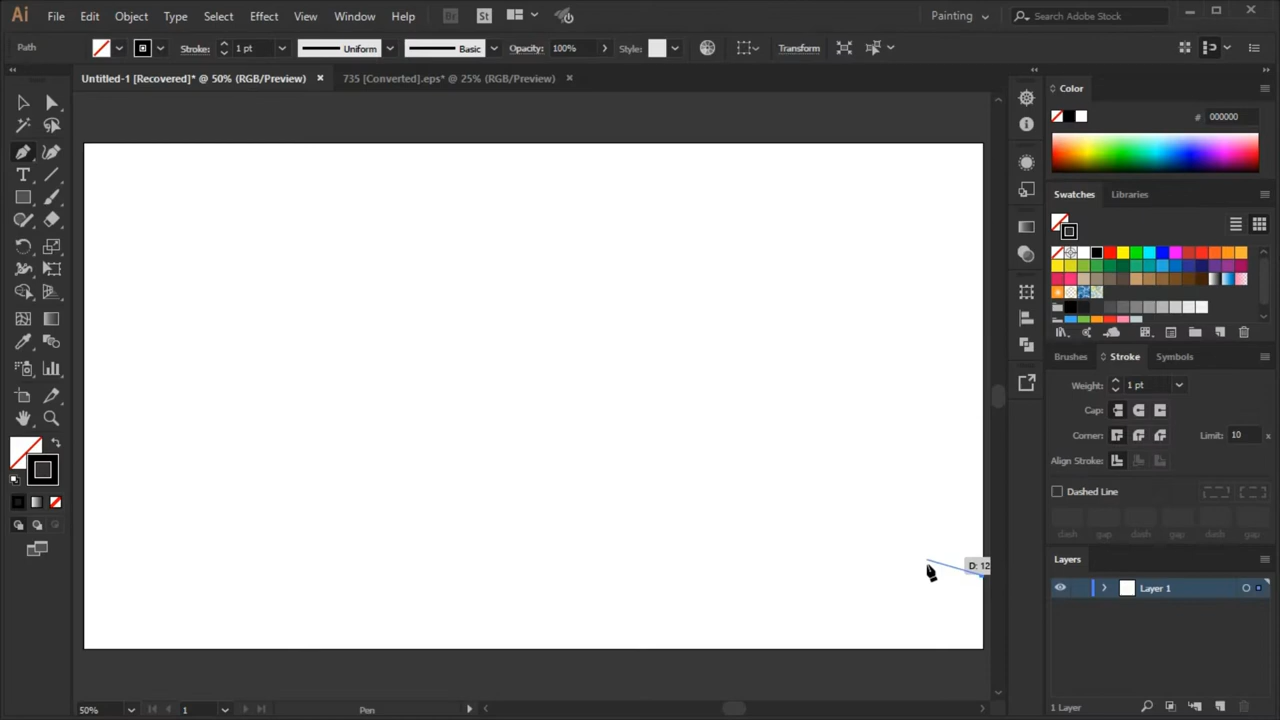 Ai File Edit Object Type Select Effect View Window Help Br St Painting Search Adobe Stock
Path Stroke: 1 pt Uniform Basic Opacity: 100% Style: Transform
Untitled-1 [Recovered]* @ 50% (RGB/Preview) × 735 [Converted].eps* @ 25% (RGB/Preview) ×
Color
# 000000
Swatches Libraries
Brushes Stroke Symbols
Weight: 1 pt
Cap:
Corner: Limit: 10 x
Align Stroke:
Dashed Line
dash gap dash gap dash gap
Layers
D: 12
Layer 1
1 Layer
50% 1 Pen